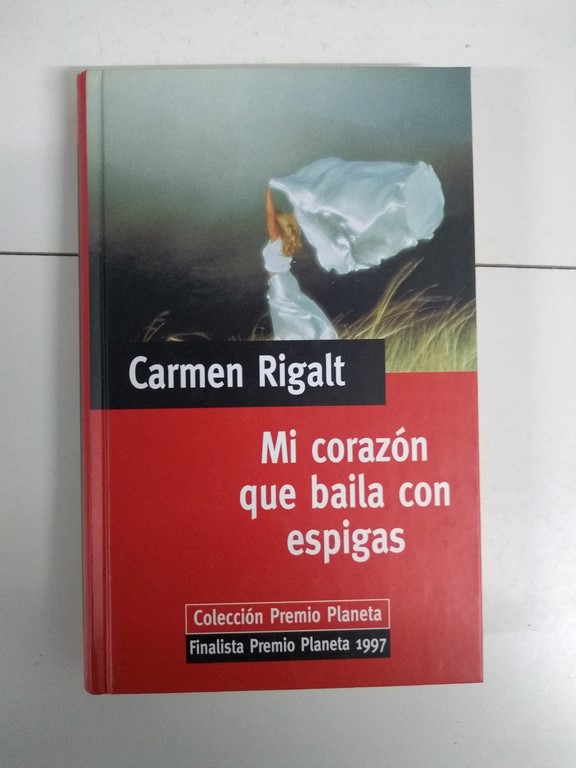 Carmen Rigalt
Mi corazón
que baila con
espigas
Colección Premio Planeta
Finalista Premio Planeta 1997